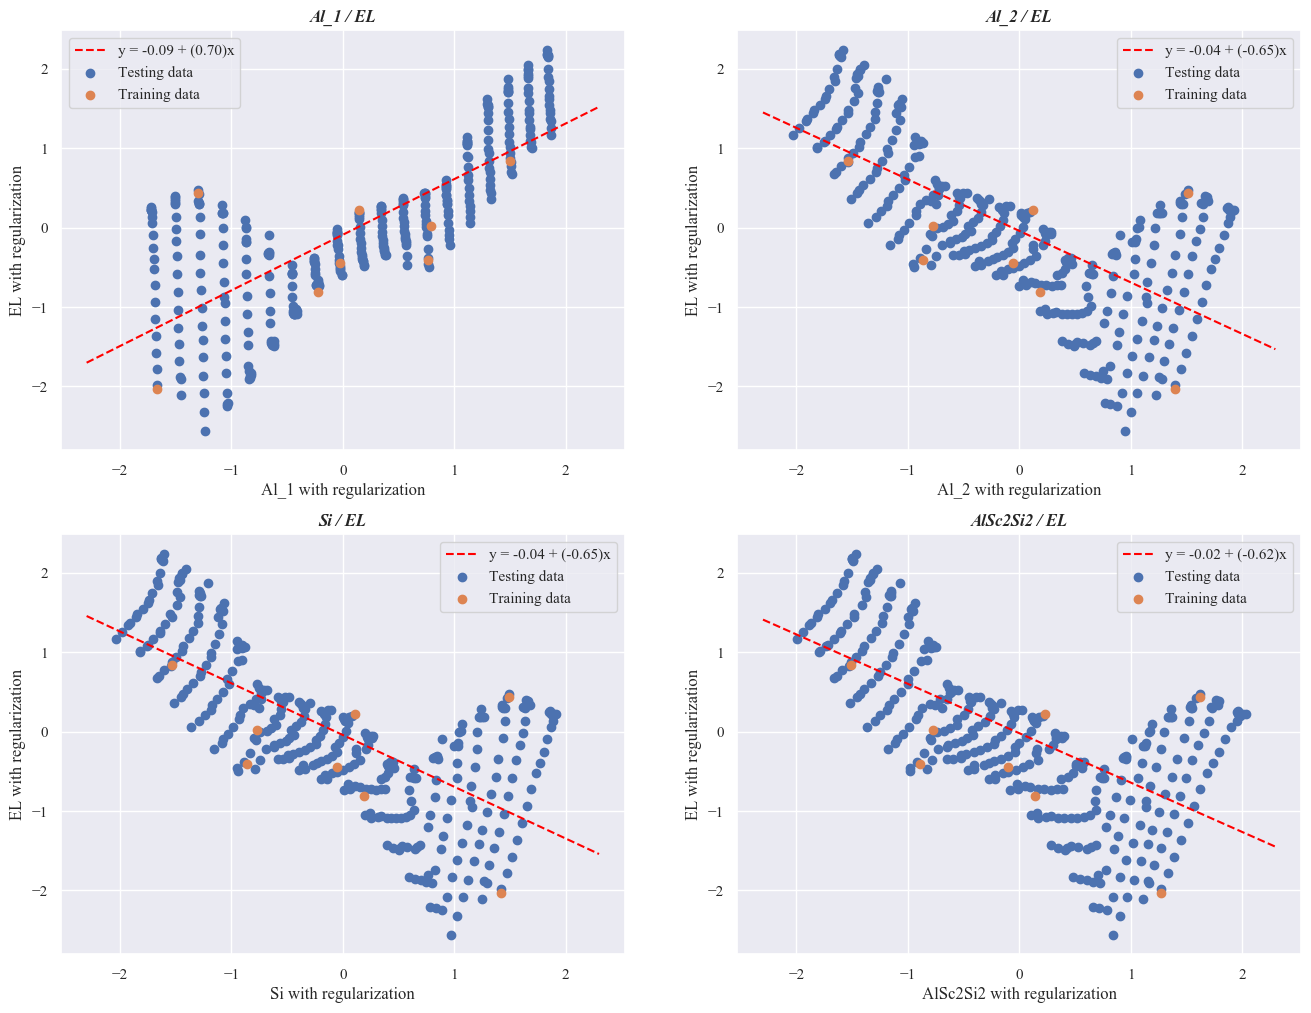 Al_1 / EL
y = -0.09 + (0.70)x
Testing data
Training data
2
1
0
−1
−2
EL with regularization
−2
−1
0
1
2
Al_1 with regularization
Al_2 / EL
y = -0.04 + (-0.65)x
Testing data
Training data
2
1
0
−1
−2
EL with regularization
−2
−1
0
1
2
Al_2 with regularization
Si / EL
y = -0.04 + (-0.65)x
Testing data
Training data
2
1
0
−1
−2
EL with regularization
−2
−1
0
1
2
Si with regularization
AlSc2Si2 / EL
y = -0.02 + (-0.62)x
Testing data
Training data
2
1
0
−1
−2
EL with regularization
−2
−1
0
1
2
AlSc2Si2 with regularization